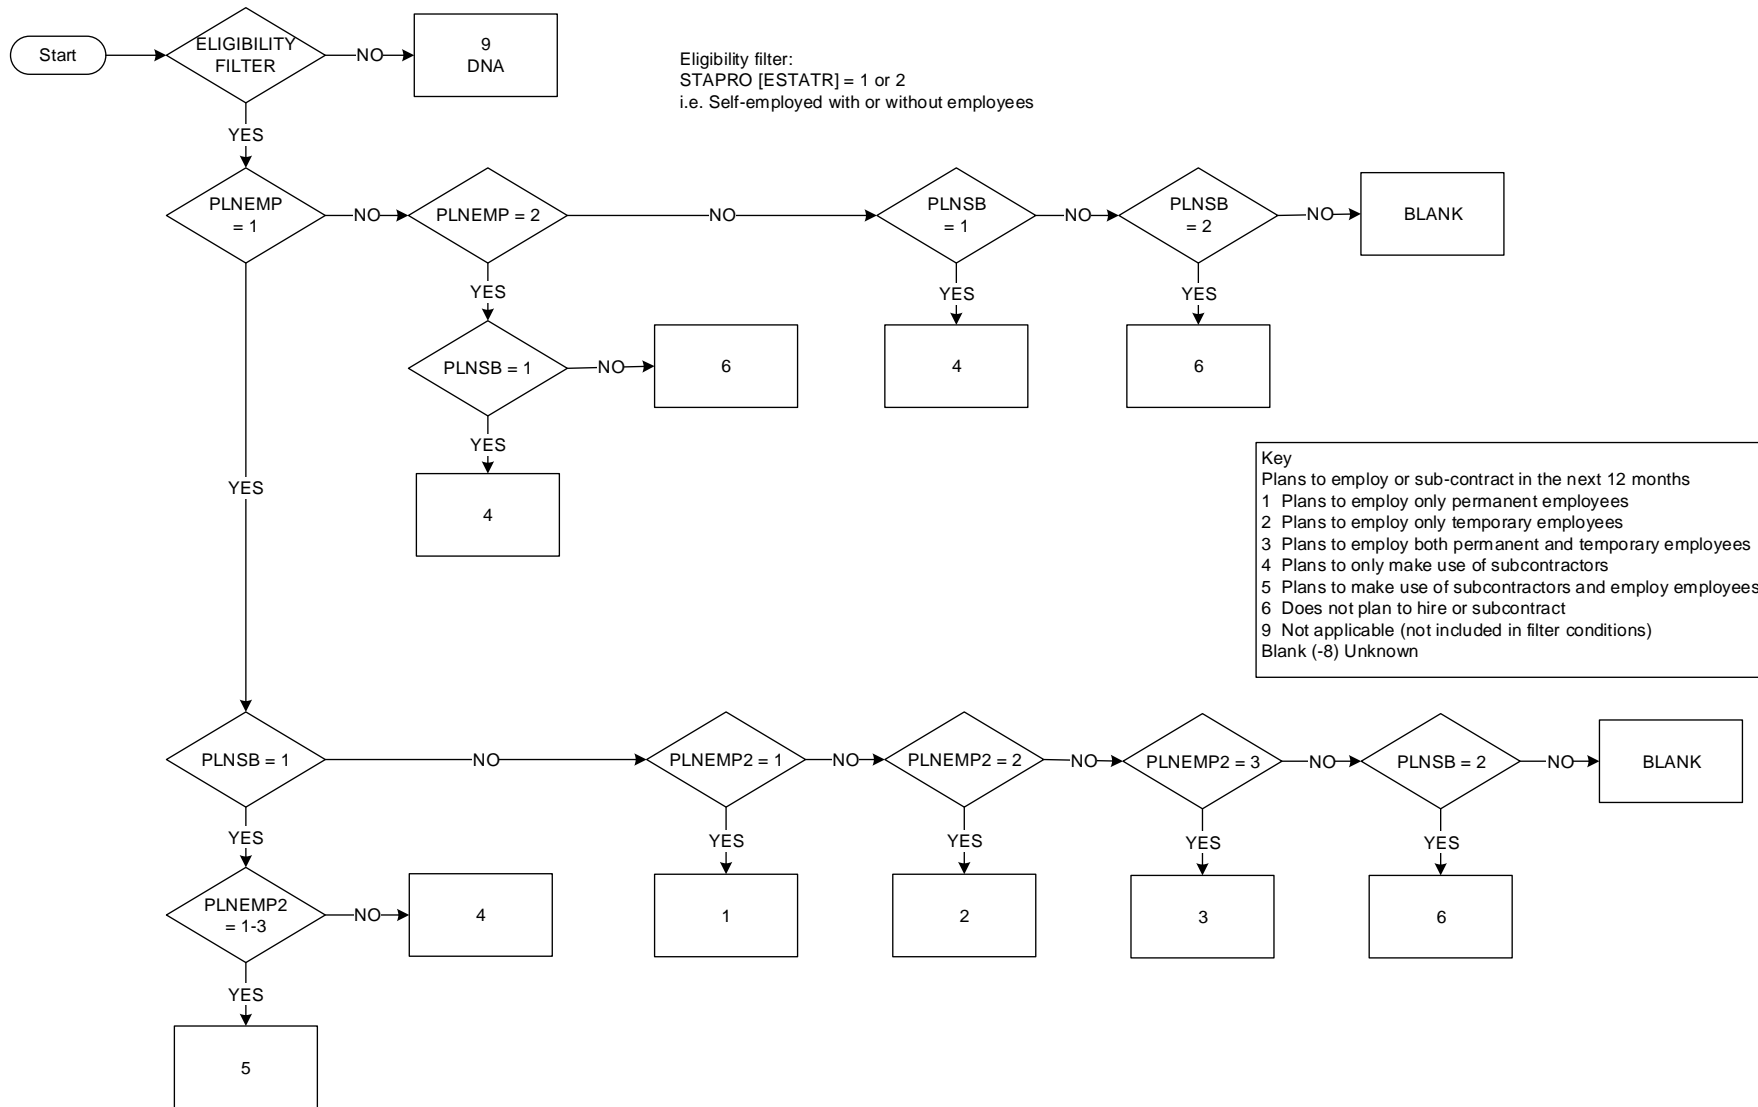 Start
ELIGIBILITY
FILTER
NO
9
DNA
Eligibility filter:
STAPRO [ESTATR] = 1 or 2
i.e. Self-employed with or without employees
YES
PLNEMP
= 1
NO
PLNEMP = 2
NO
PLNSB
= 1
NO
PLNSB
= 2
NO
BLANK
YES
YES
YES
PLNSB = 1
NO
6
4
6
YES
4
YES
Key
Plans to employ or sub-contract in the next 12 months
1 Plans to employ only permanent employees
2 Plans to employ only temporary employees
3 Plans to employ both permanent and temporary employees
4 Plans to only make use of subcontractors
5 Plans to make use of subcontractors and employ employees
6 Does not plan to hire or subcontract
9 Not applicable (not included in filter conditions)
Blank (-8) Unknown
PLNSB = 1
NO
PLNEMP2 = 1
NO
PLNEMP2 = 2
NO
PLNEMP2 = 3
NO
PLNSB = 2
NO
BLANK
YES
YES
YES
YES
YES
PLNEMP2
= 1-3
NO
4
1
2
3
6
YES
5